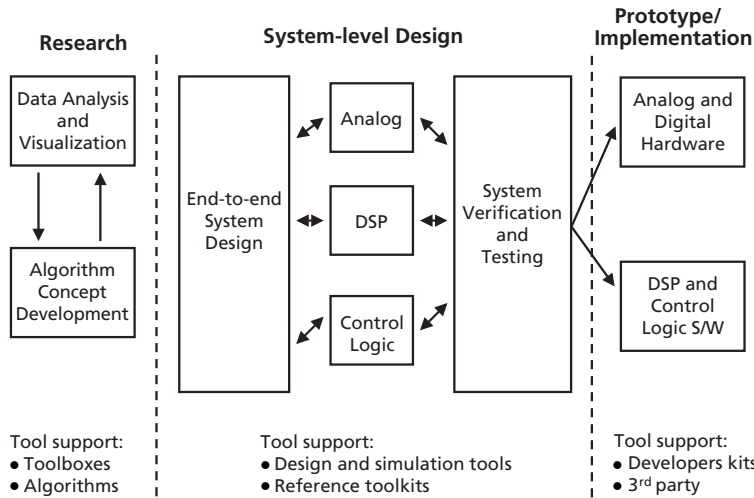 Research
Data Analysis
and
Visualization
Algorithm
Concept
Development
Tool support:
● Toolboxes
● Algorithms
System-level Design
End-to-end
System
Design
Analog
DSP
Control
Logic
System
Verification
and
Testing
Tool support:
● Design and simulation tools
● Reference toolkits
Prototype/
Implementation
Analog and
Digital
Hardware
DSP and
Control
Logic S/W
Tool support:
● Developers kits
● 3rd party